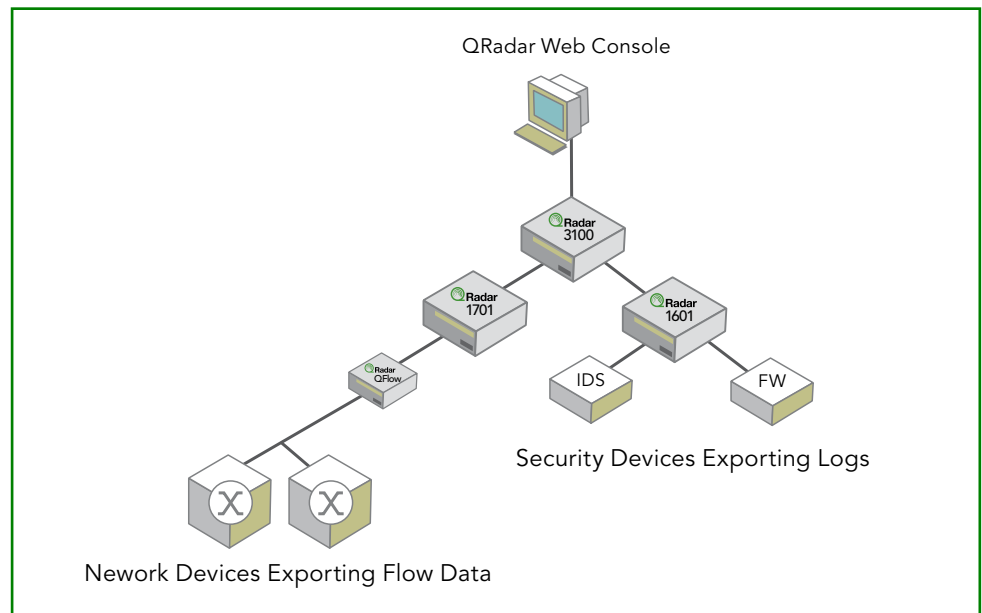 QRadar Web Console
Radar
3100
Radar
1701
Radar
1601
Radar
QFlow
IDS
FW
Security Devices Exporting Logs
X
X
Nework Devices Exporting Flow Data